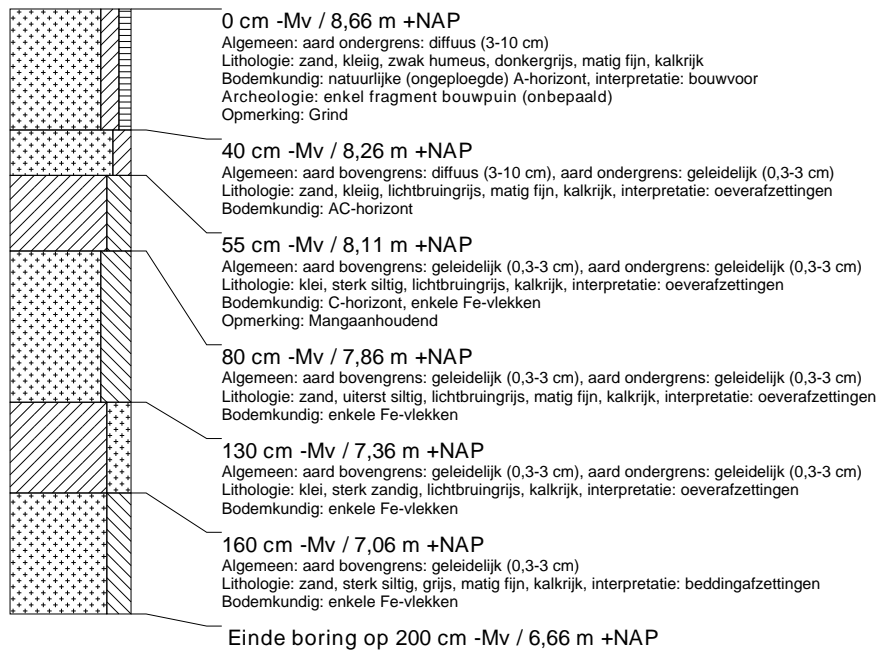 0 cm -Mv / 8,66 m +NAP
Algemeen: aard ondergrens: diffuus (3-10 cm)
Lithologie: zand, kleiig, zwak humeus, donkergrijs, matig fijn, kalkrijk
Bodemkundig: natuurlijke (ongeploegde) A-horizont, interpretatie: bouwvoor
Archeologie: enkel fragment bouwpuin (onbepaald)
Opmerking: Grind
40 cm -Mv / 8,26 m +NAP
Algemeen: aard bovengrens: diffuus (3-10 cm), aard ondergrens: geleidelijk (0,3-3 cm)
Lithologie: zand, kleiig, lichtbruingrijs, matig fijn, kalkrijk, interpretatie: oeverafzettingen
Bodemkundig: AC-horizont
55 cm -Mv / 8,11 m +NAP
Algemeen: aard bovengrens: geleidelijk (0,3-3 cm), aard ondergrens: geleidelijk (0,3-3 cm)
Lithologie: klei, sterk siltig, lichtbruingrijs, kalkrijk, interpretatie: oeverafzettingen
Bodemkundig: C-horizont, enkele Fe-vlekken
Opmerking: Mangaanhoudend
80 cm -Mv / 7,86 m +NAP
Algemeen: aard bovengrens: geleidelijk (0,3-3 cm), aard ondergrens: geleidelijk (0,3-3 cm)
Lithologie: zand, uiterst siltig, lichtbruingrijs, matig fijn, kalkrijk, interpretatie: oeverafzettingen
Bodemkundig: enkele Fe-vlekken
130 cm -Mv / 7,36 m +NAP
Algemeen: aard bovengrens: geleidelijk (0,3-3 cm), aard ondergrens: geleidelijk (0,3-3 cm)
Lithologie: klei, sterk zandig, lichtbruingrijs, kalkrijk, interpretatie: oeverafzettingen
Bodemkundig: enkele Fe-vlekken
160 cm -Mv / 7,06 m +NAP
Algemeen: aard bovengrens: geleidelijk (0,3-3 cm)
Lithologie: zand, sterk siltig, grijs, matig fijn, kalkrijk, interpretatie: beddingafzettingen
Bodemkundig: enkele Fe-vlekken
Einde boring op 200 cm -Mv / 6,66 m +NAP